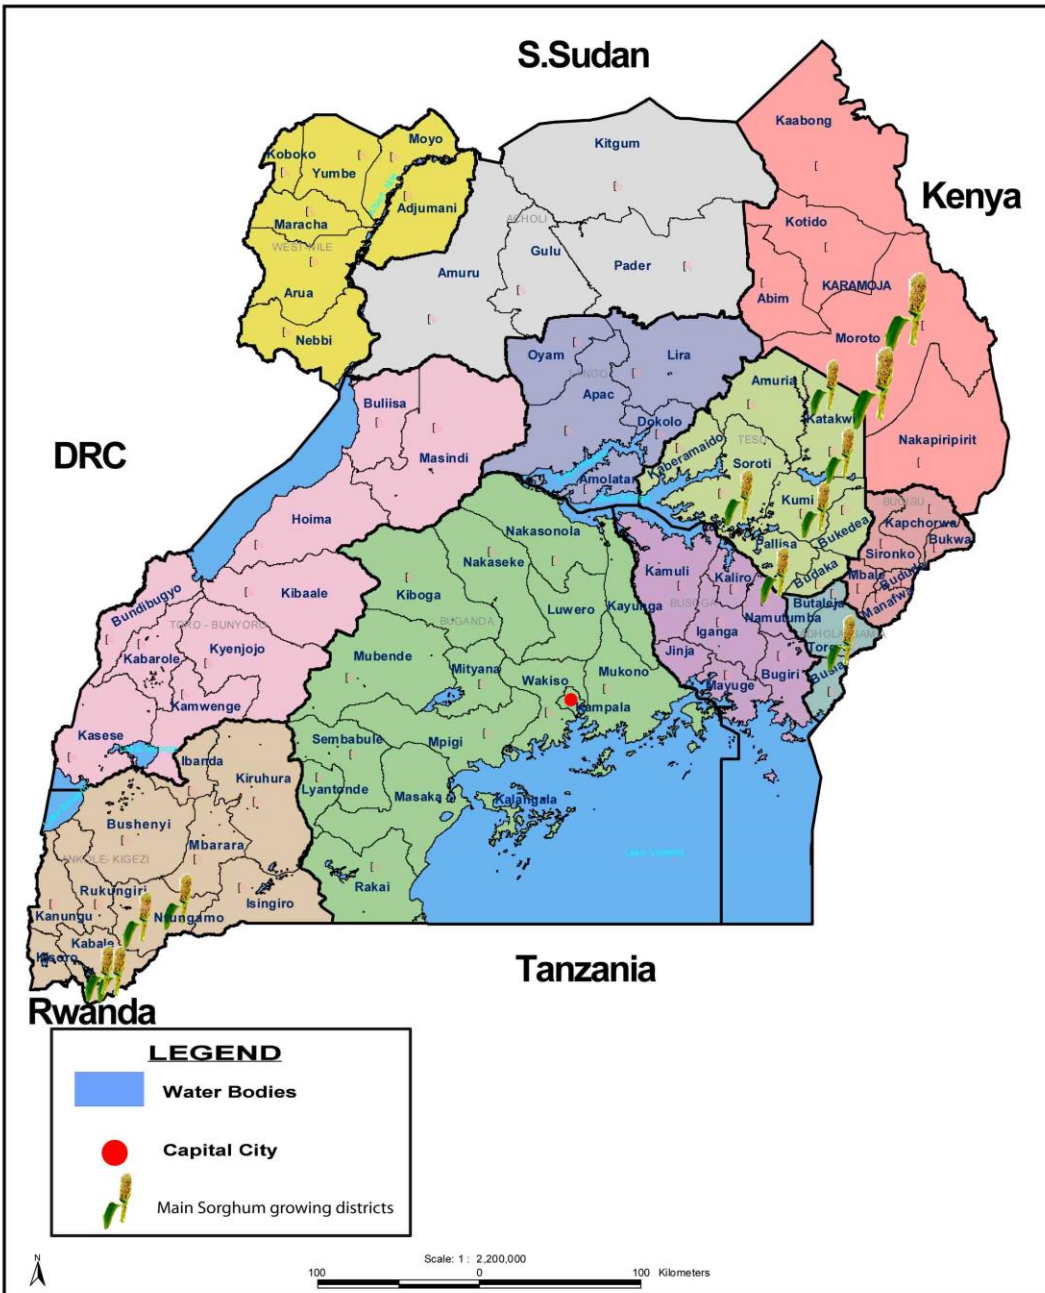 S.Sudan
Kaabong
Moyo
Kitgum
Koboko
Yumbe
Kenya
Adjumani
Maracha
ACHOLI
Kotido
WEST-NILE
Gulu
Pader
Amuru
KARAMOJA
Arua
Abim
Nebbi
Moroto
Oyam
Lira
Buliisa
Apac
Amuria
Katakwi
Dokolo
DRC
Masindi
Kaberamaido
TESO
Nakapiripirit
Soroti
Amolatar
Kumi
Hoima
Bukedea
Kapchorwa
Nakasonola
Bukwa
Pallisa
Sironko
Nakaseke
Budaka
Mbale
Kamuli
Kaliro
Kiboga
Kibaale
Manafwa
Bundibugyo
BUSOGA
Butaleja
Luwero
Kayunga
Namutumba
TORO - BUNYORO
BUGANDA
Iganga
Kabarole
Kyenjojo
Mubende
Mityana
Jinja
Mukono
Bugiri
Wakiso
Mayuge
Busia
Kamwenge
Kampala
Kasese
Sembabule
Mpigi
Ibanda
Kiruhura
Lyantonde
Masaka
Kalangala
Bushenyi
Mbarara
Lake Victoria
ANKOLE- KIGEZI
Rakai
Rukungiri
Isingiro
Kanungu
Ntungamo
Kabale
Kisoro
Tanzania
Rwanda
LEGEND
Water Bodies
Capital City
Main Sorghum growing districts
N
Scale: 1 : 2,200,000
100 0 100 Kilometers